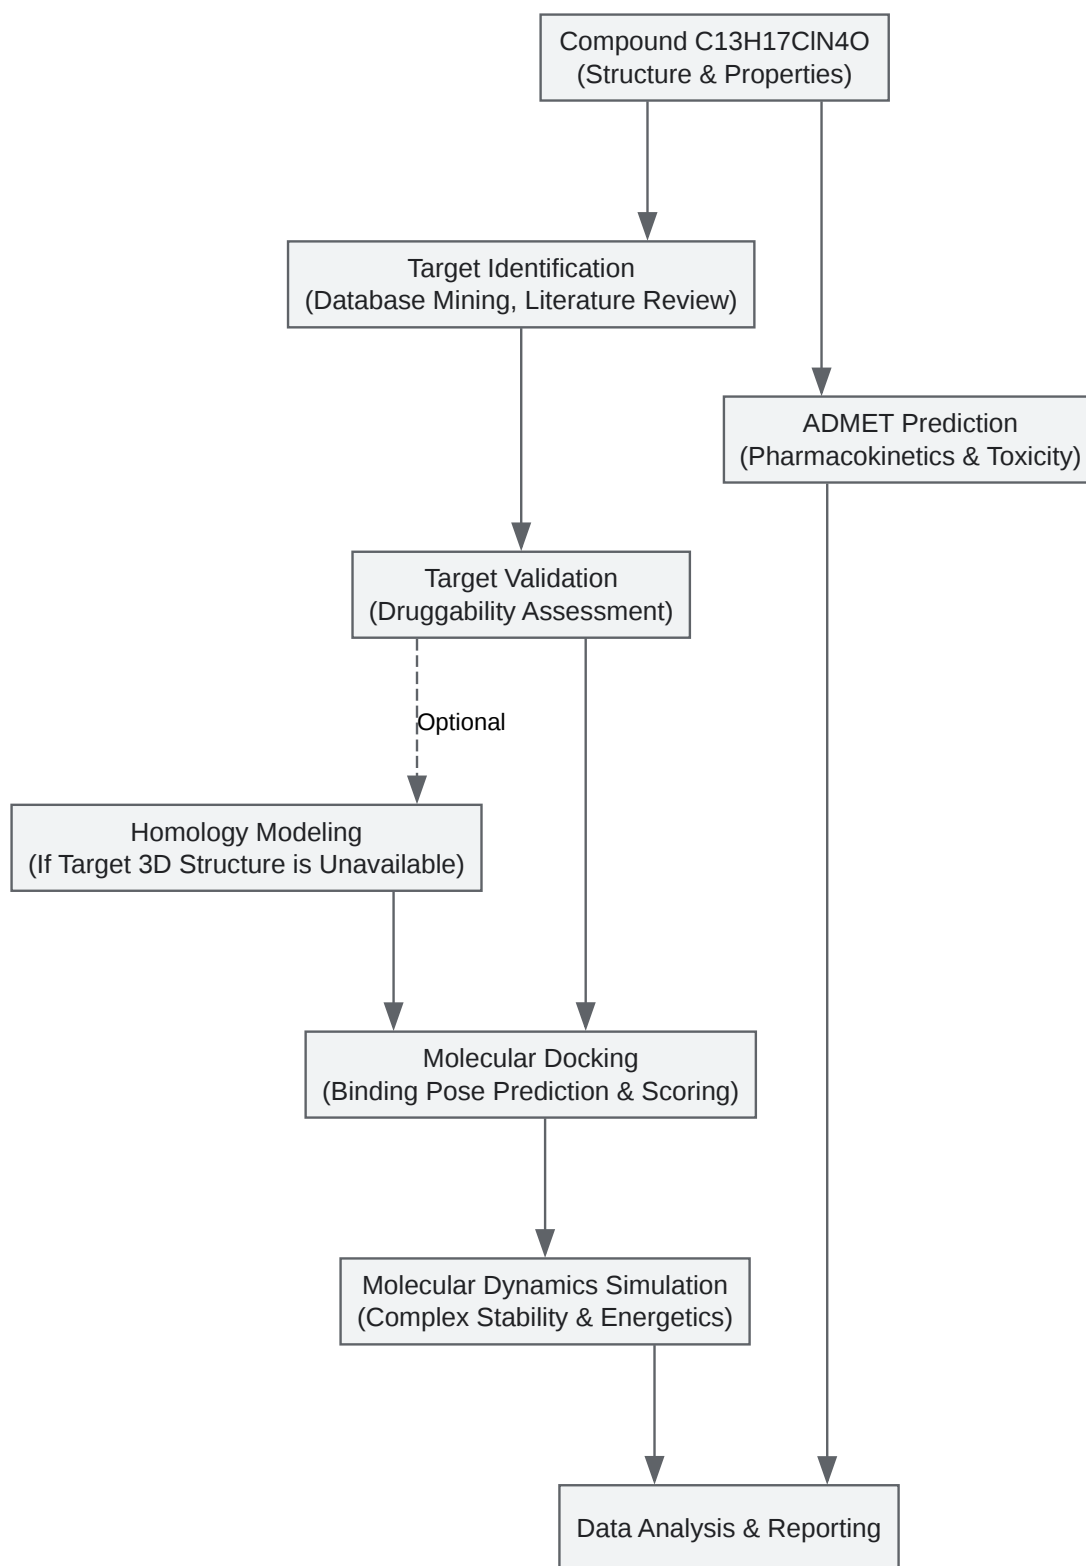 Compound C13H17ClN4O
(Structure & Properties)
Target Identification
(Database Mining, Literature Review)
ADMET Prediction
(Pharmacokinetics & Toxicity)
Target Validation
(Druggability Assessment)
Optional
Homology Modeling
(If Target 3D Structure is Unavailable)
Molecular Docking
(Binding Pose Prediction & Scoring)
Molecular Dynamics Simulation
(Complex Stability & Energetics)
Data Analysis & Reporting